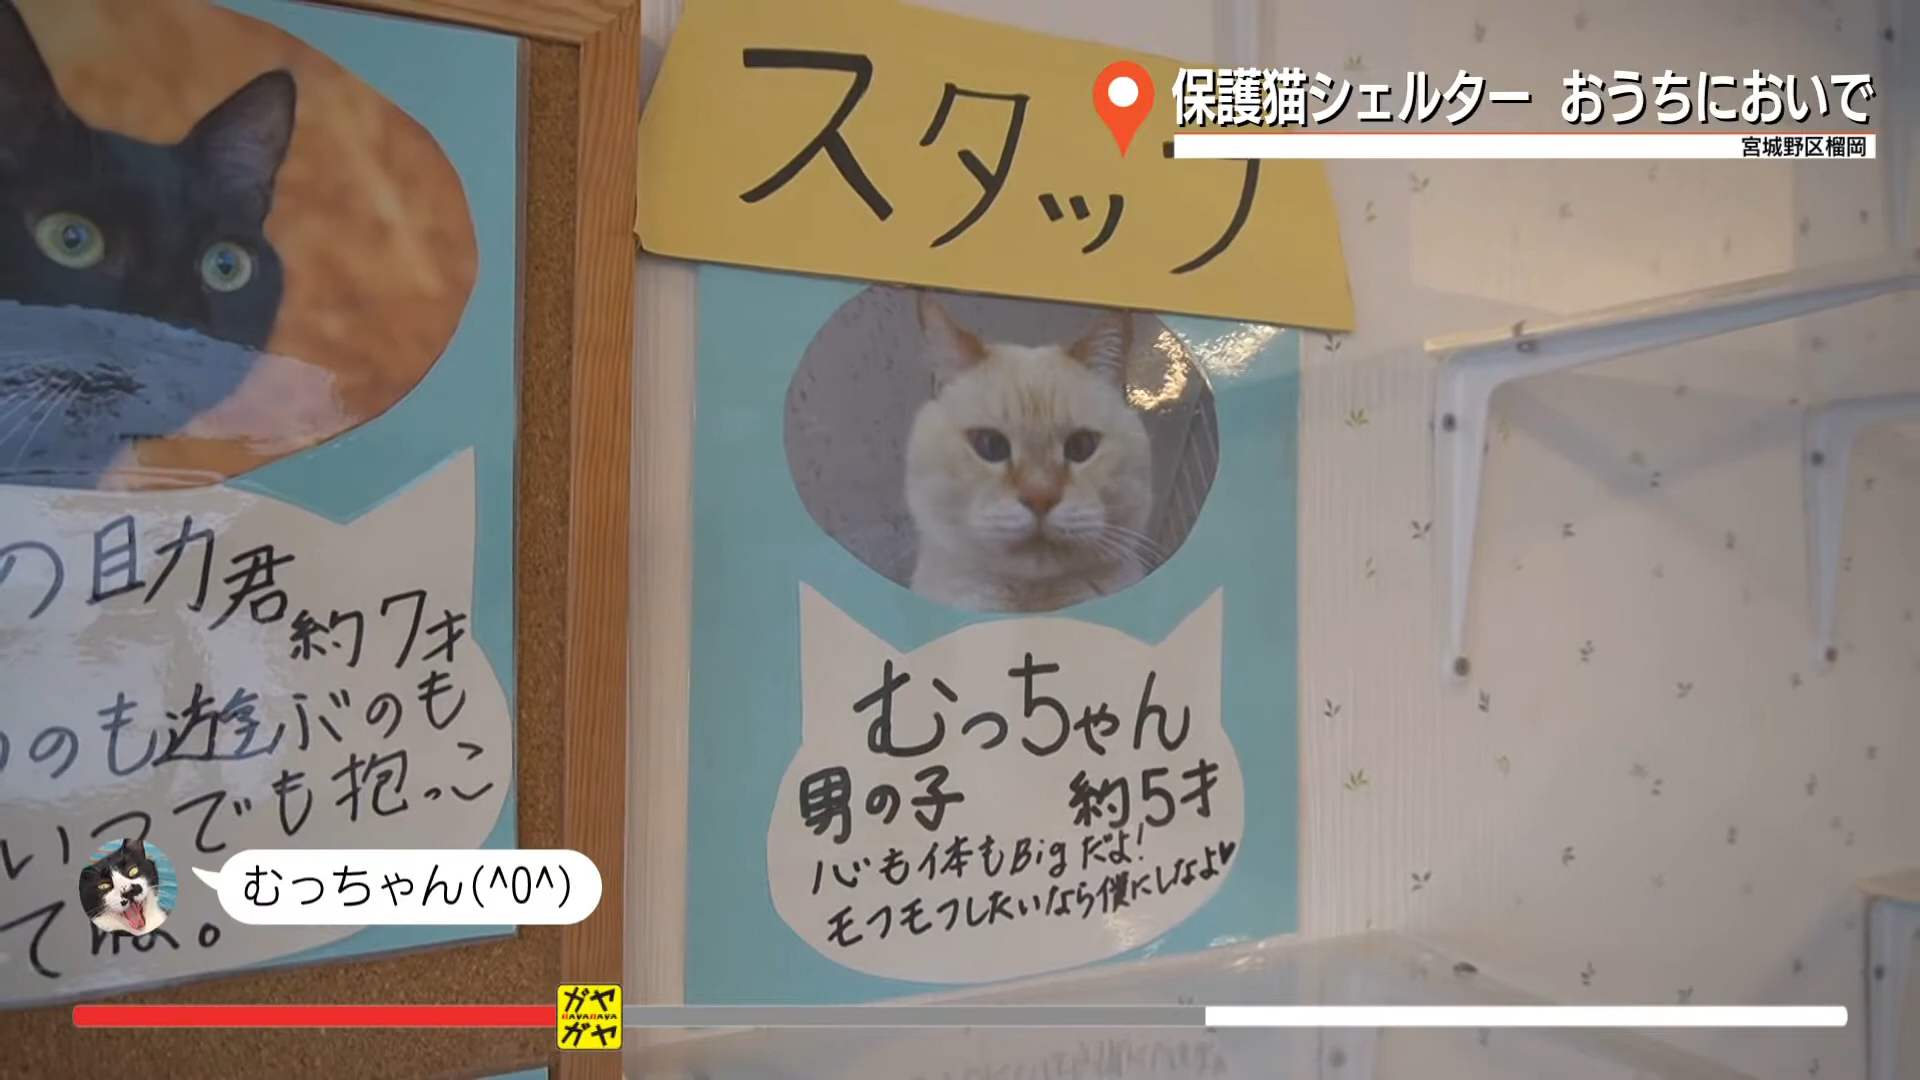 保護猫シェルター おうちにおいで
宮城野区榴岡
スタッフ
の目力君
約7才
のも遊ぶのも
いつでも抱っこ
てね。
むっちゃん
男の子 約5才
心も体もBigだよ!
モフモフしたいなら僕にしなよ♥
むっちゃん(^O^)
ガヤ
GAYAGAYA
ガヤ